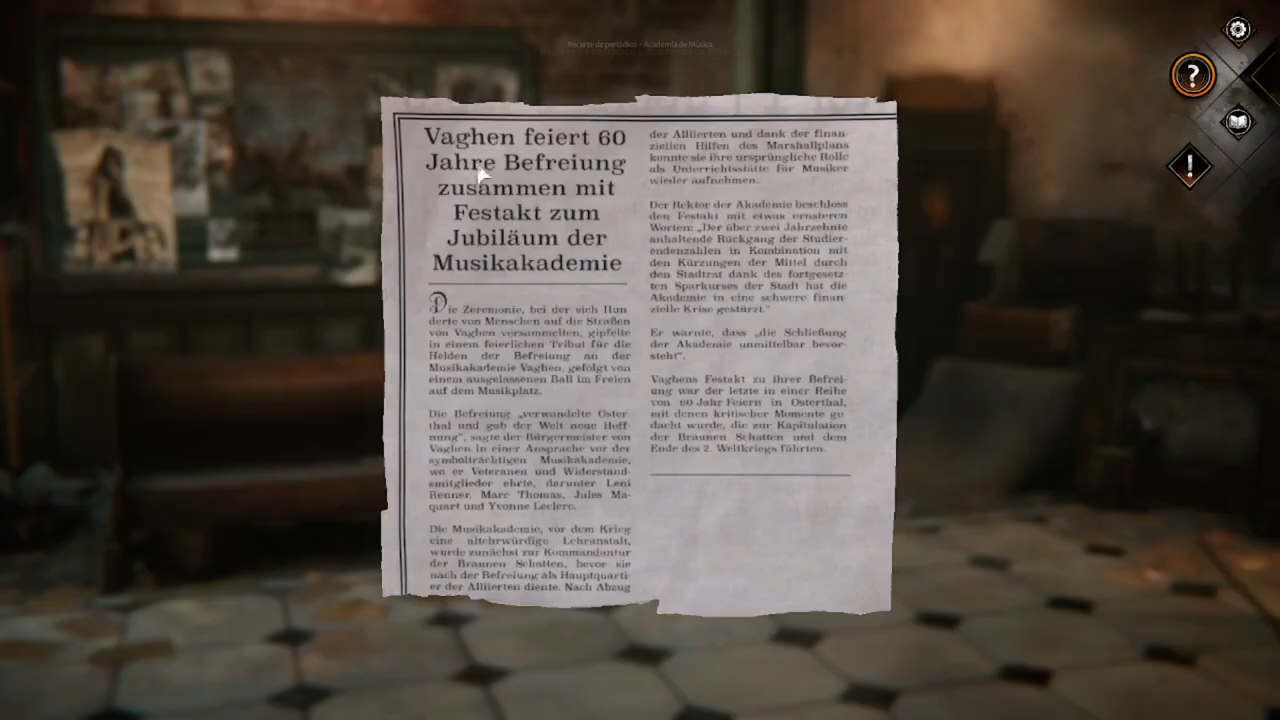 Recorte de periódico - Academia de Música
Vaghen feiert 60
Jahre Befreiung
zusammen mit
Festakt zum
Jubiläum der
Musikakademie
Die Zeremonie, bei der sich Hun
derte von Menschen auf die Straßen
von Vaghen versammelten, gipfelte
in einem feierlichen Tribut für die
Helden der Befreiung an der
Musikakademie Vaghen, gefolgt von
einem ausgelassenen Ball im Freien
auf dem Musikplatz.
Die Befreiung „verwandelte Oster
thal und gab der Welt neue Hoff-
nung", sagte der Bürgermeister von
Vaghen in einer Ansprache vor der
symbolträchtigen Musikakademie,
wo er Veteranen und Widerstand-
smitglieder ehrte, darunter Leni
Renner, Marc Thomas, Jules Ma-
quart und Yvonne Leclerc.
Die Musikakademie, vor dem Krieg
eine altehrwürdige Lehranstalt,
wurde zunächst zur Kommandantur
der Braunen Schatten, bevor sie
nach der Befreiung als Hauptquarti-
er der Alliierten diente. Nach Abzug
der Alliierten und dank der finan-
ziellen Hilfen des Marshallplans
konnte sie ihre ursprüngliche Rolle
als Unterrichtsstätte für Musiker
wieder aufnehmen.
Der Rektor der Akademie beschloss
den Festakt mit etwas ernsteren
Worten: „Der über zwei Jahrzehnte
anhaltende Rückgang der Studier-
endenzahlen in Kombination mit
den Kürzungen der Mittel durch
den Stadtrat dank des fortgesetz-
ten Sparkurses der Stadt hat die
Akademie in eine schwere finan-
zielle Krise gestürzt."
Er warnte, dass „die Schließung
der Akademie unmittelbar bevor-
steht".
Vaghens Festakt zu ihrer Befrei-
ung war der letzte in einer Reihe
von 60 Jahr Feiern in Osterthal,
mit denen kritischer Momente ge
dacht wurde, die zur Kapitulation
der Braunen Schatten und dem
Ende des 2. Weltkriegs führten.